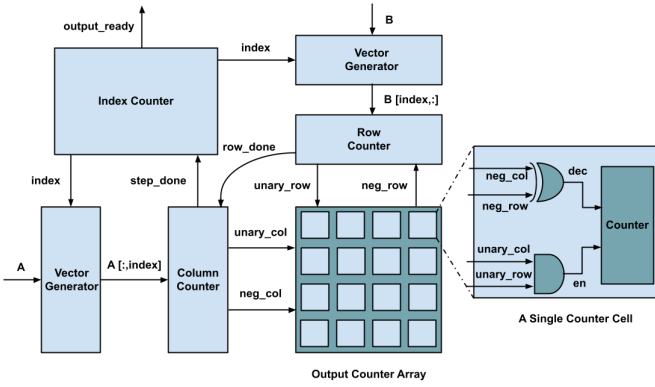 output_ready
B
index
Vector
Generator
Index Counter
B [index,:]
Row
Counter
row_done
index
step_done
unary_row
neg_row
neg_col
dec
neg_row
Counter
unary_col
unary_row
en
A
Vector
Generator
A [:,index]
Column
Counter
unary_col
neg_col
A Single Counter Cell
Output Counter Array